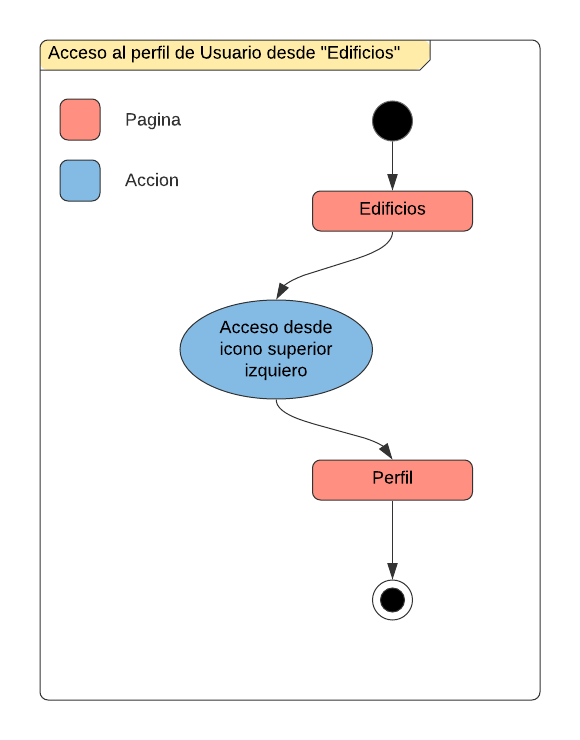 Acceso al perfil de Usuario desde "Edificios"
Pagina
Accion
Edificios
Acceso desde
icono superior
izquiero
Perfil